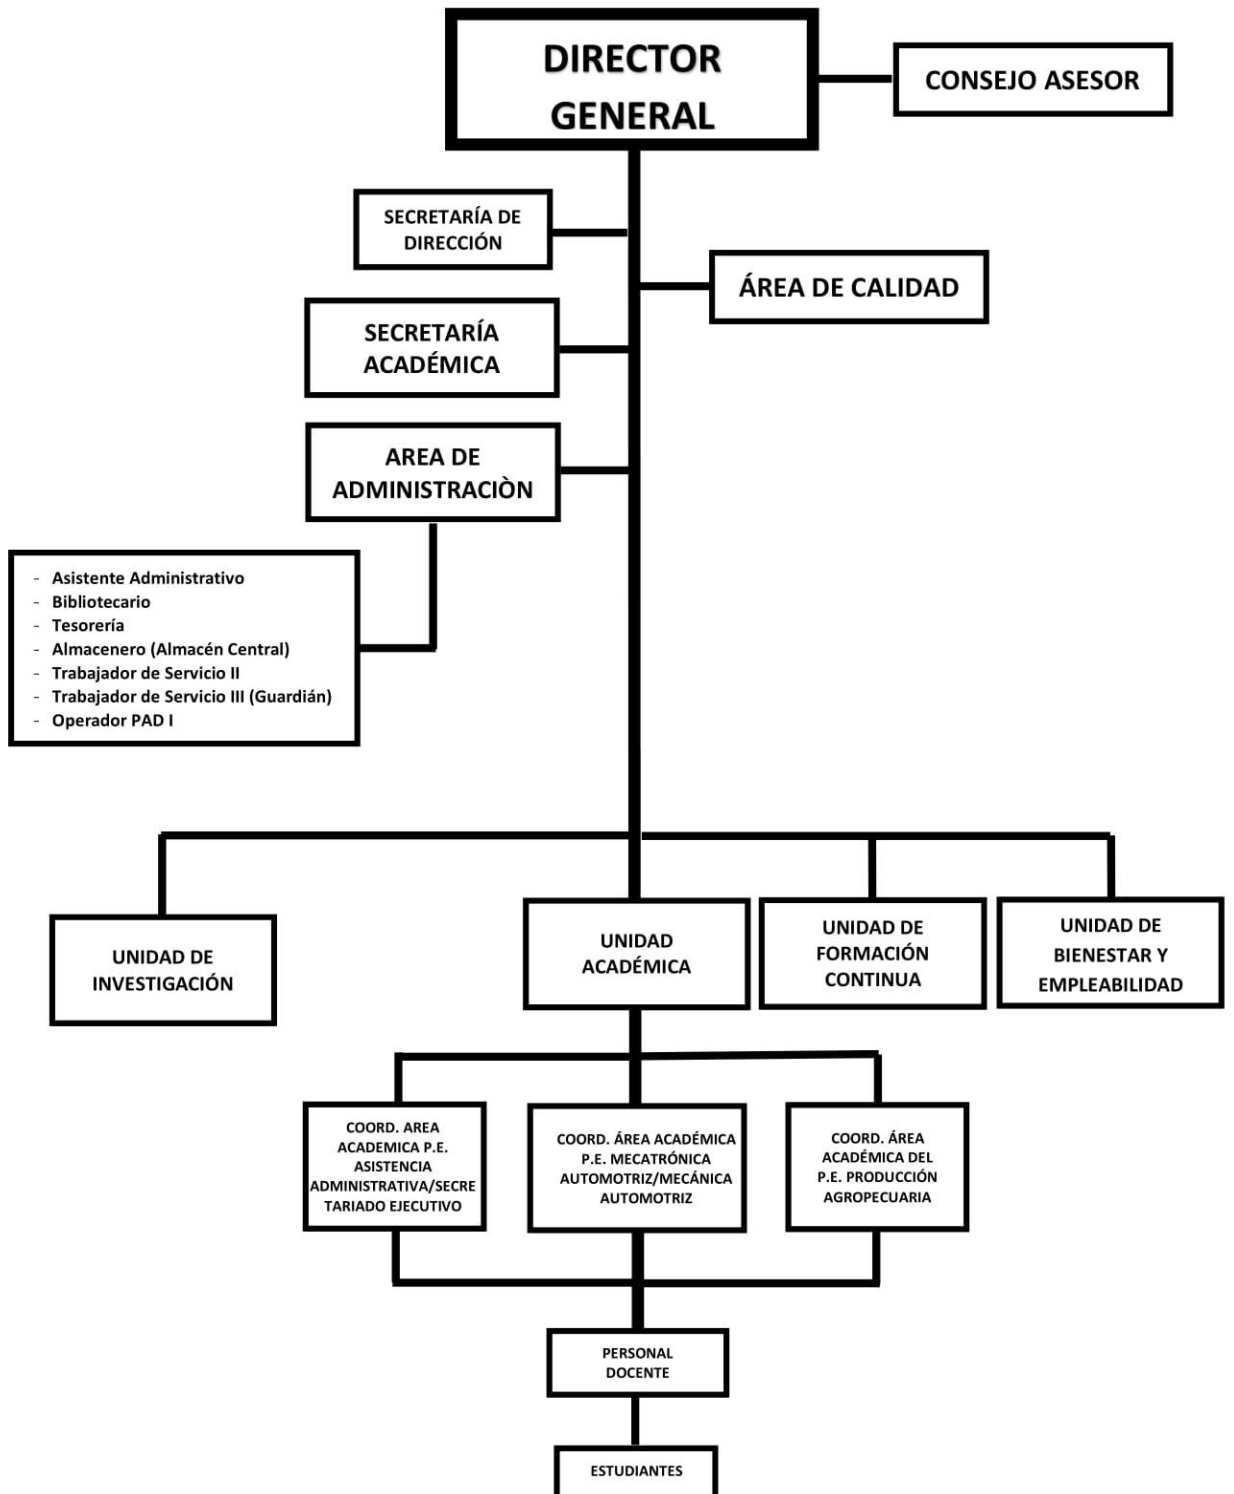 DIRECTOR
GENERAL
CONSEJO ASESOR
SECRETARÍA DE
DIRECCIÓN
ÁREA DE CALIDAD
SECRETARÍA
ACADÉMICA
AREA DE
ADMINISTRACIÒN
- Asistente Administrativo
- Bibliotecario
- Tesorería
- Almacenero (Almacén Central)
- Trabajador de Servicio II
- Trabajador de Servicio III (Guardián)
- Operador PAD I
UNIDAD DE
INVESTIGACIÓN
UNIDAD
ACADÉMICA
UNIDAD DE
FORMACIÓN
CONTINUA
UNIDAD DE
BIENESTAR Y
EMPLEABILIDAD
COORD. AREA
ACADEMICA P.E.
ASISTENCIA
ADMINISTRATIVA/SECRE
TARIADO EJECUTIVO
COORD. ÁREA ACADÉMICA
P.E. MECATRÓNICA
AUTOMOTRIZ/MECÁNICA
AUTOMOTRIZ
COORD. ÁREA
ACADÉMICA DEL
P.E. PRODUCCIÓN
AGROPECUARIA
PERSONAL
DOCENTE
ESTUDIANTES